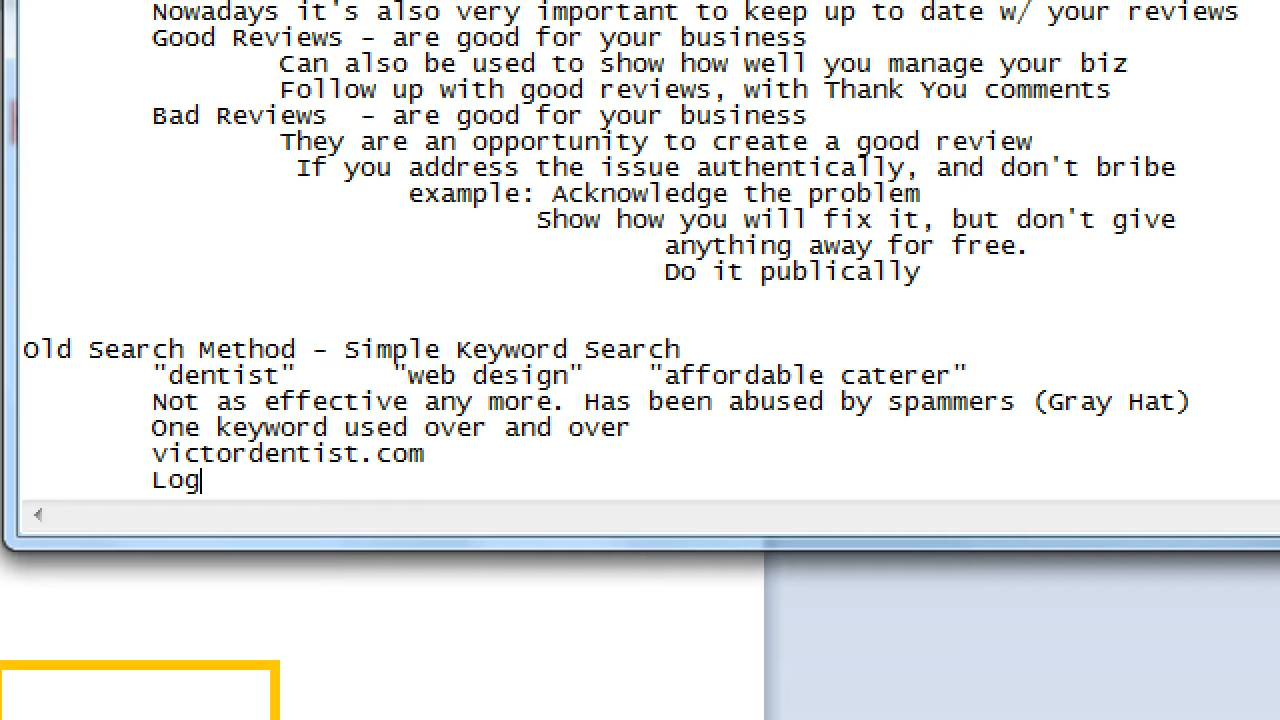 Nowadays it's also very important to keep up to date w/ your reviews
Good Reviews - are good for your business
Can also be used to show how well you manage your biz
Follow up with good reviews, with Thank You comments
Bad Reviews - are good for your business
They are an opportunity to create a good review
If you address the issue authentically, and don't bribe
example: Acknowledge the problem
Show how you will fix it, but don't give
anything away for free.
Do it publically
Old Search Method - Simple Keyword Search
"dentist" "web design" "affordable caterer"
Not as effective any more. Has been abused by spammers (Gray Hat)
One keyword used over and over
victordentist.com
Log